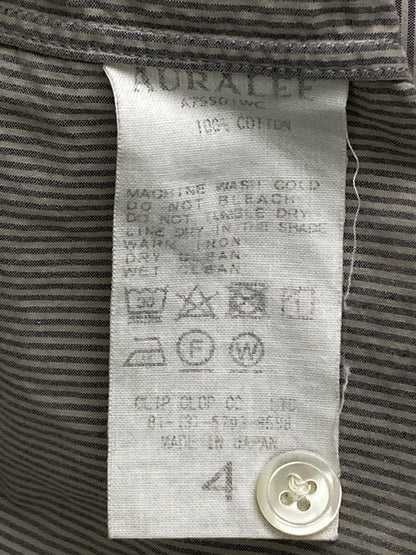 AURALEE
A7SS01WC
100% COTTON
MACHINE WASH COLD
DO NOT BLEACH
DO NOT TUMBLE DRY
LINE DRY IN THE SHADE
WARM IRON
DRY CLEAN
WET CLEAN
30
F
W
CLIP CLOP CO LTD
MADE IN JAPAN
4